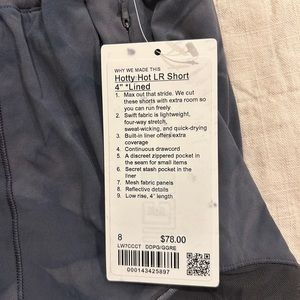 WHY WE MADE THIS
Hotty Hot LR Short
4" *Lined
1. Max out that stride. We cut
these shorts with extra room so
you can run freely
2. Swift fabric is lightweight,
four-way stretch,
sweat-wicking, and quick-drying
3. Built-in liner offers extra
coverage
4. Continuous drawcord
5. A discreet zippered pocket in the
seam for small items
6. Secret stash pocket in the
liner
7. Mesh fabric panels
8. Reflective details
9. Low rise, 4" length
8 $78.00
LW7CCCT DDPG/GGRE
000143425897